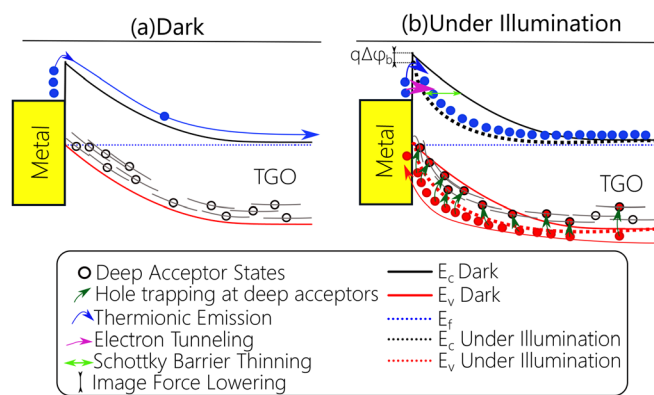 (a)Dark
(b)Under Illumination
qΔφb
Metal
TGO
Metal
TGO
Deep Acceptor States
Hole trapping at deep acceptors
Thermionic Emission
Electron Tunneling
Schottky Barrier Thinning
Image Force Lowering
Ec Dark
Ev Dark
Ef
Ec Under Illumination
Ev Under Illumination